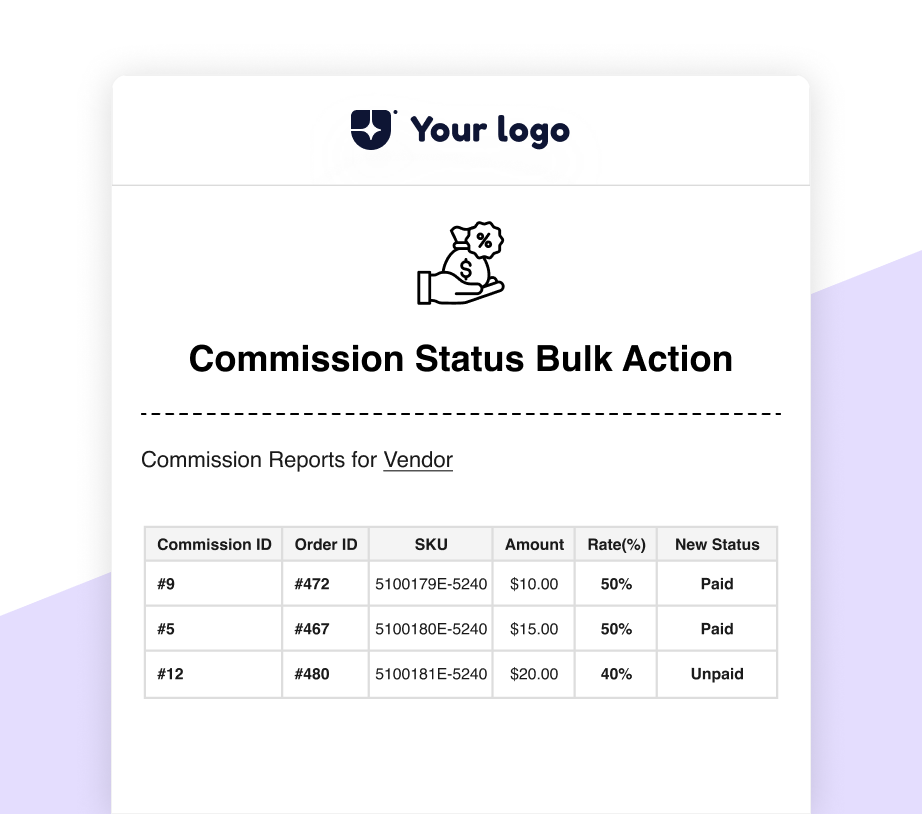 Your logo
%
$
Commission Status Bulk Action
Commission Reports for Vendor
Commission ID Order ID SKU Amount Rate(%) New Status
#9 #472 5100179E-5240 $10.00 50% Paid
#5 #467 5100180E-5240 $15.00 50% Paid
#12 #480 5100181E-5240 $20.00 40% Unpaid